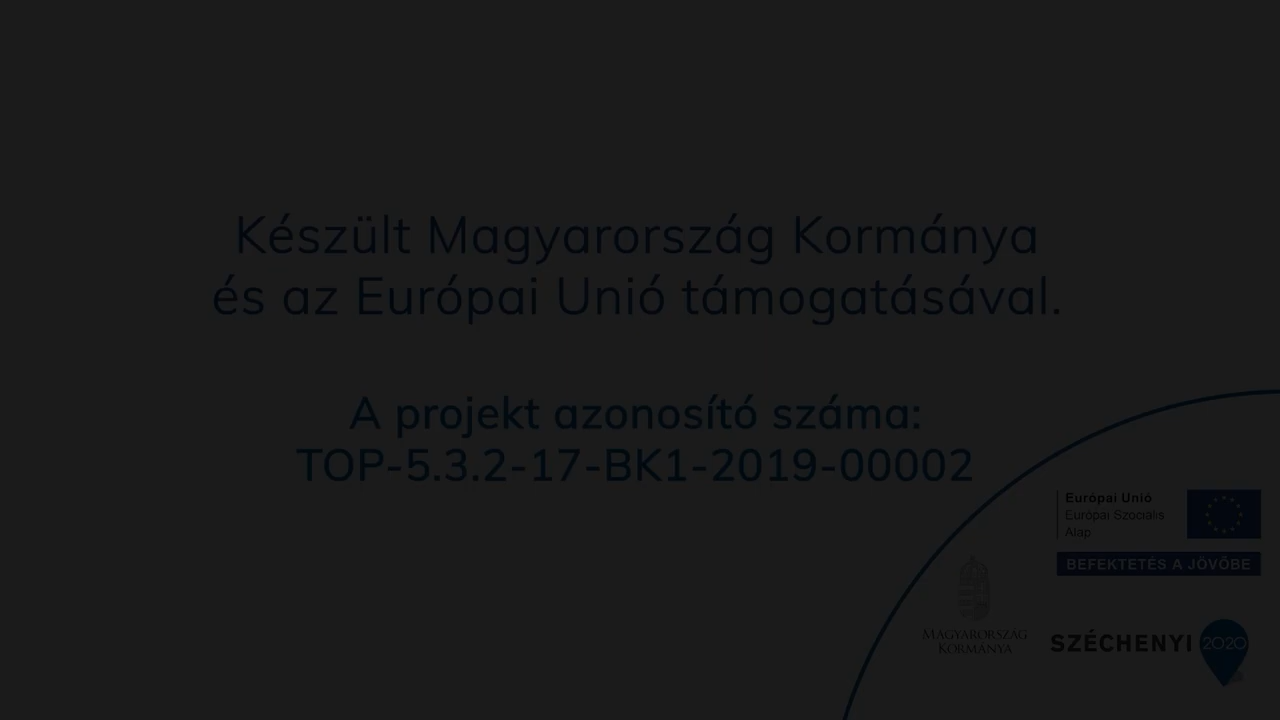 Készült Magyarország Kormánya
és az Európai Unió támogatásával.
A projekt azonosító száma:
TOP-5.3.2-17-BK1-2019-00002
Európai Unió
Európai Szociális
Alap
BEFEKTETÉS A JÖVŐBE
MAGYARORSZÁG
KORMÁNYA
SZÉCHENYI 2020